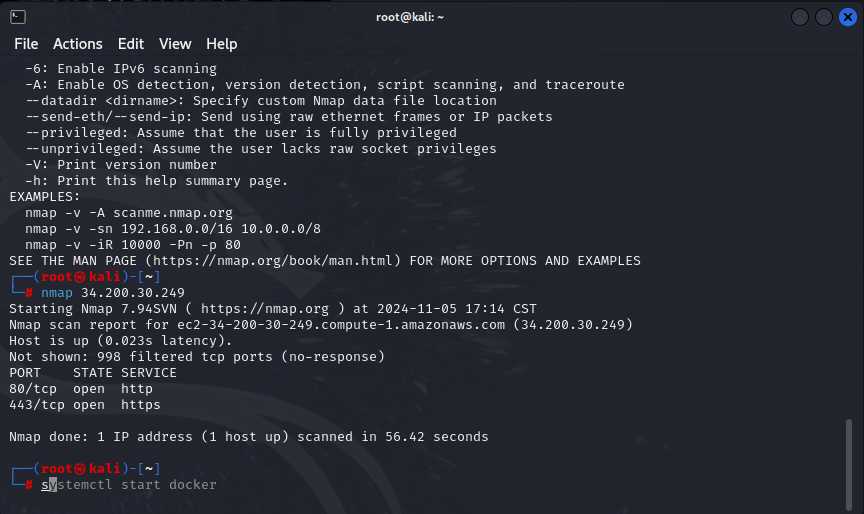 root@kali: ~
File Actions Edit View Help
-6: Enable IPv6 scanning
-A: Enable OS detection, version detection, script scanning, and traceroute
--datadir <dirname>: Specify custom Nmap data file location
--send-eth/--send-ip: Send using raw ethernet frames or IP packets
--privileged: Assume that the user is fully privileged
--unprivileged: Assume the user lacks raw socket privileges
-V: Print version number
-h: Print this help summary page.
EXAMPLES:
nmap -v -A scanme.nmap.org
nmap -v -sn 192.168.0.0/16 10.0.0.0/8
nmap -v -iR 10000 -Pn -p 80
SEE THE MAN PAGE (https://nmap.org/book/man.html) FOR MORE OPTIONS AND EXAMPLES
┌──(root㉿kali)-[~]
└─# nmap 34.200.30.249
Starting Nmap 7.94SVN ( https://nmap.org ) at 2024-11-05 17:14 CST
Nmap scan report for ec2-34-200-30-249.compute-1.amazonaws.com (34.200.30.249)
Host is up (0.023s latency).
Not shown: 998 filtered tcp ports (no-response)
PORT STATE SERVICE
80/tcp open http
443/tcp open https
Nmap done: 1 IP address (1 host up) scanned in 56.42 seconds
┌──(root㉿kali)-[~]
└─# systemctl start docker